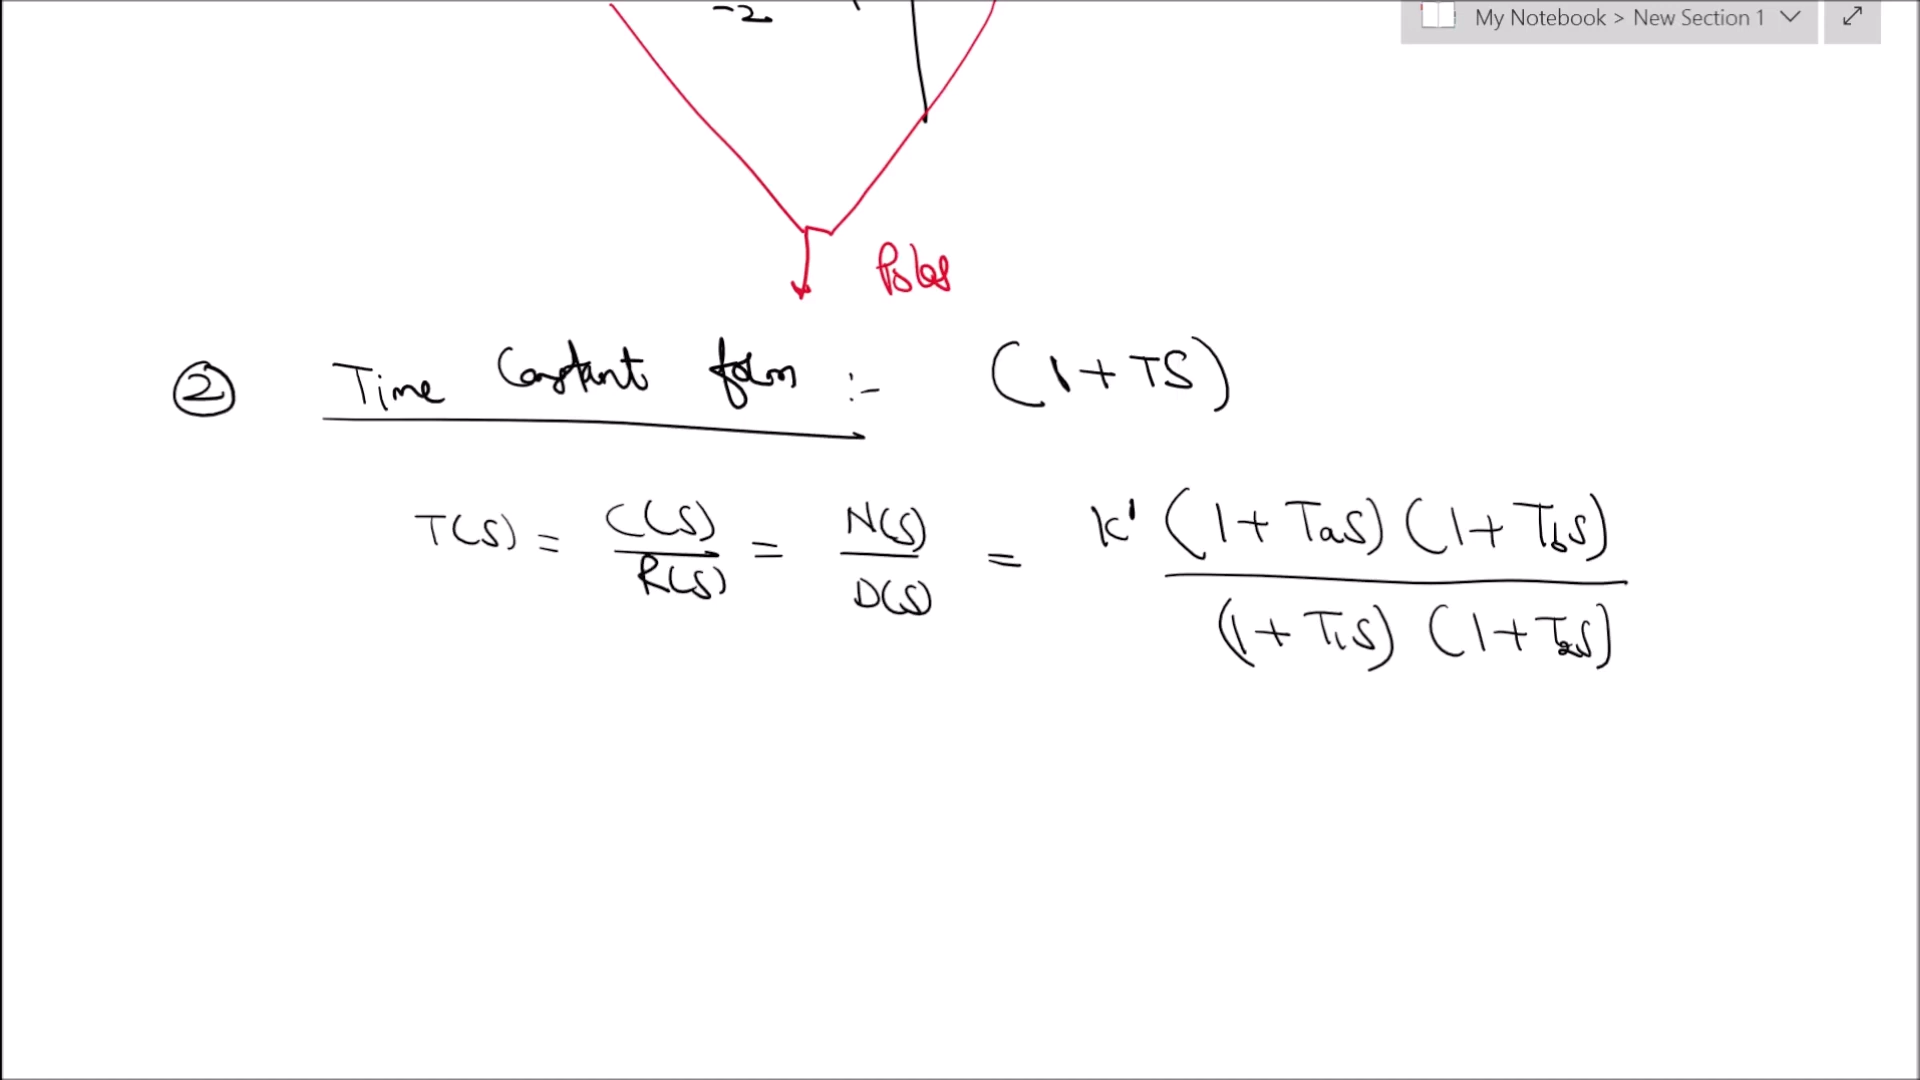 -2
My Notebook > New Section 1
Poles
② Time Constant form :- (1+TS)
T(S) = C(S)/R(S) = N(S)/D(S) = K' (1+TaS) (1+TbS) / (1+T1S) (1+T2S)